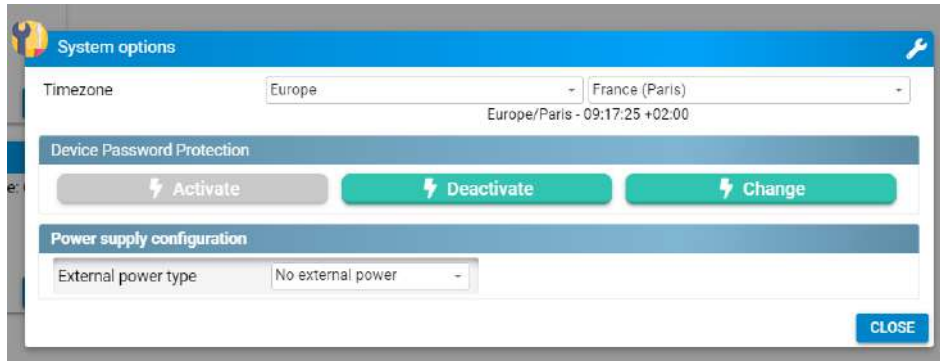 System options
Timezone Europe France (Paris)
Europe/Paris - 09:17:25 +02:00
Device Password Protection
Activate Deactivate Change
Power supply configuration
External power type No external power
CLOSE
e: